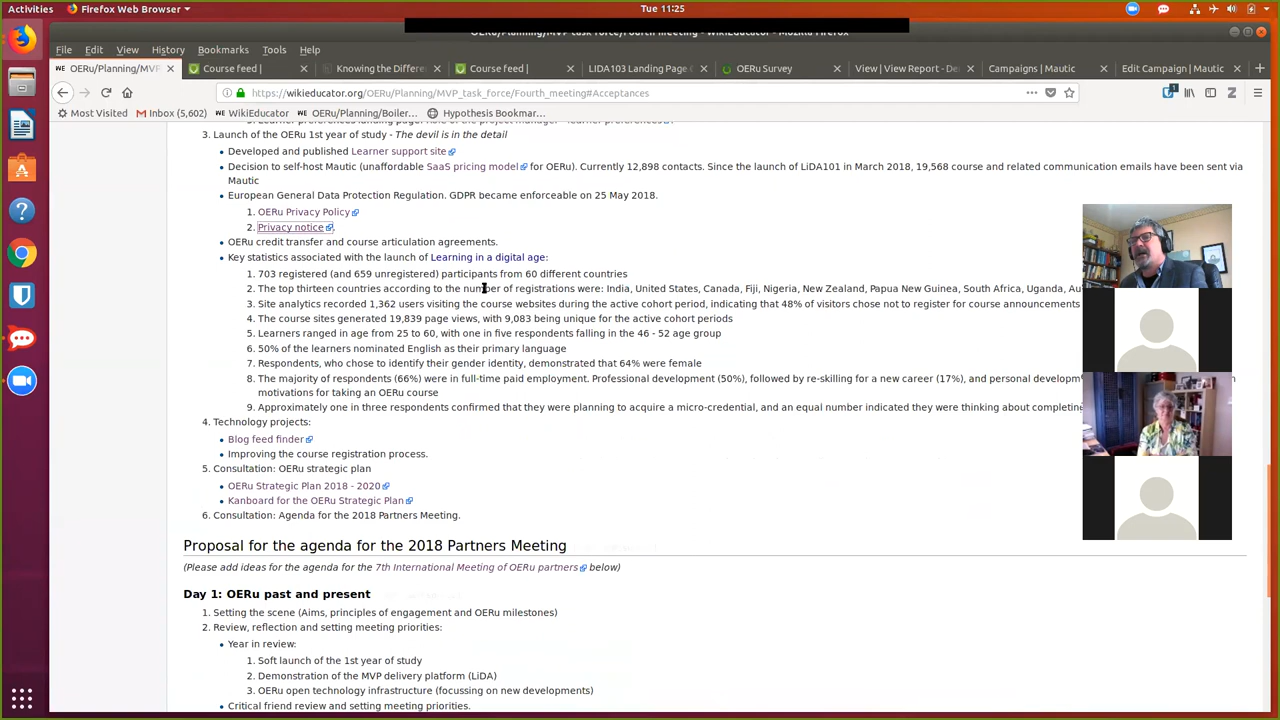 Activities
Firefox Web Browser
Tue 11:25
OERu/Planning/MVP task force/Fourth meeting - WikiEducator - Mozilla Firefox
File Edit View History Bookmarks Tools Help
WE OERu/Planning/MVP
Course feed |
Knowing the Differe
Course feed |
LIDA103 Landing Page
OERu Survey
View | View Report - De
Campaigns | Mautic
Edit Campaign | Mautic
https://wikieducator.org/OERu/Planning/MVP_task_force/Fourth_meeting#Acceptances
Most Visited
Inbox (5,602)
WE WikiEducator
WE OERu/Planning/Boiler...
Hypothesis Bookmar...
3. Launch of the OERu 1st year of study - The devil is in the detail
Developed and published Learner support site
Decision to self-host Mautic (unaffordable SaaS pricing model for OERu). Currently 12,898 contacts. Since the launch of LiDA101 in March 2018, 19,568 course and related communication emails have been sent via
Mautic
European General Data Protection Regulation. GDPR became enforceable on 25 May 2018.
1. OERu Privacy Policy
2. Privacy notice.
OERu credit transfer and course articulation agreements.
Key statistics associated with the launch of Learning in a digital age:
1. 703 registered (and 659 unregistered) participants from 60 different countries
2. The top thirteen countries according to the number of registrations were: India, United States, Canada, Fiji, Nigeria, New Zealand, Papua New Guinea, South Africa, Uganda, Au
3. Site analytics recorded 1,362 users visiting the course websites during the active cohort period, indicating that 48% of visitors chose not to register for course announcements
4. The course sites generated 19,839 page views, with 9,083 being unique for the active cohort periods
5. Learners ranged in age from 25 to 60, with one in five respondents falling in the 46 - 52 age group
6. 50% of the learners nominated English as their primary language
7. Respondents, who chose to identify their gender identity, demonstrated that 64% were female
8. The majority of respondents (66%) were in full-time paid employment. Professional development (50%), followed by re-skilling for a new career (17%), and personal developm
motivations for taking an OERu course
9. Approximately one in three respondents confirmed that they were planning to acquire a micro-credential, and an equal number indicated they were thinking about completin
4. Technology projects:
Blog feed finder
Improving the course registration process.
5. Consultation: OERu strategic plan
OERu Strategic Plan 2018 - 2020
Kanboard for the OERu Strategic Plan
6. Consultation: Agenda for the 2018 Partners Meeting.
Proposal for the agenda for the 2018 Partners Meeting
(Please add ideas for the agenda for the 7th International Meeting of OERu partners below)
Day 1: OERu past and present
1. Setting the scene (Aims, principles of engagement and OERu milestones)
2. Review, reflection and setting meeting priorities:
Year in review:
1. Soft launch of the 1st year of study
2. Demonstration of the MVP delivery platform (LiDA)
3. OERu open technology infrastructure (focussing on new developments)
Critical friend review and setting meeting priorities.